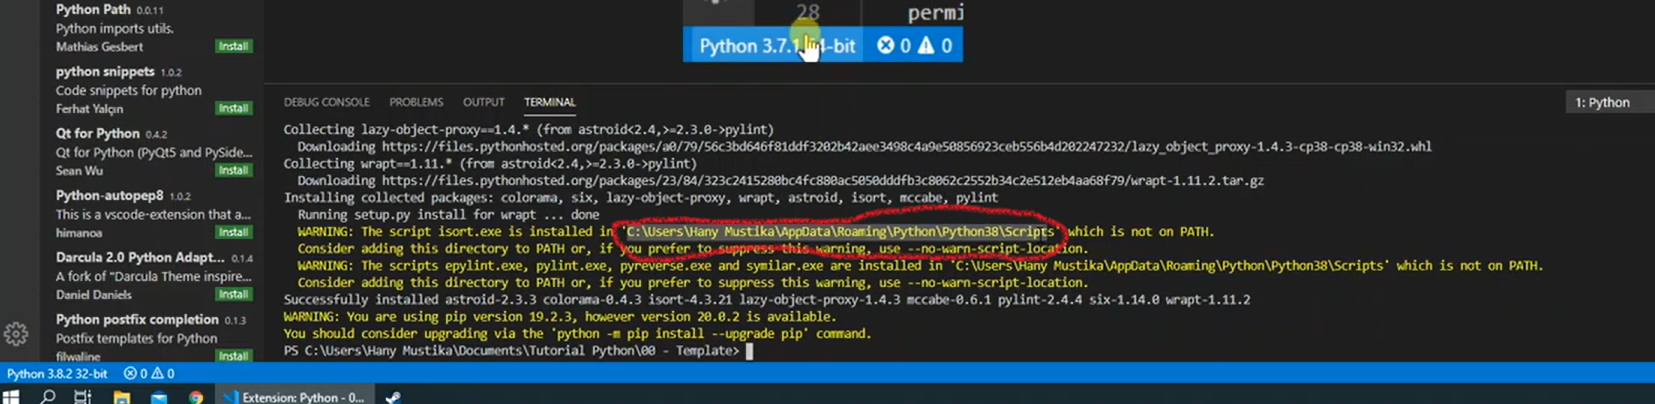 Python Path 0.0.11
Python imports utils.
Mathias Gesbert Install
python snippets 1.0.2
Code snippets for python
Ferhat Yalçın Install
Qt for Python 0.4.2
Qt for Python (PyQt5 and PySide...
Sean Wu Install
Python-autopep8 1.0.2
This is a vscode-extension that a...
himanoa Install
Darcula 2.0 Python Adapt... 0.1.4
A fork of "Darcula Theme inspire...
Daniel Daniels Install
Python postfix completion 0.1.3
Postfix templates for Python
filwaline Install
28 permi
Python 3.7.1 4-bit 0 0
DEBUG CONSOLE PROBLEMS OUTPUT TERMINAL
1: Python
Collecting lazy-object-proxy==1.4.* (from astroid<2.4,>=2.3.0->pylint)
Downloading https://files.pythonhosted.org/packages/a0/79/56c3bd646f81ddf3202b42aee3498c4a9e50856923ceb556b4d202247232/lazy_object_proxy-1.4.3-cp38-cp38-win32.whl
Collecting wrapt==1.11.* (from astroid<2.4,>=2.3.0->pylint)
Downloading https://files.pythonhosted.org/packages/23/84/323c2415280bc4fc880ac5050dddfb3c8062c2552b34c2e512eb4aa68f79/wrapt-1.11.2.tar.gz
Installing collected packages: colorama, six, lazy-object-proxy, wrapt, astroid, isort, mccabe, pylint
Running setup.py install for wrapt ... done
WARNING: The script isort.exe is installed in 'C:\Users\Hany Mustika\AppData\Roaming\Python\Python38\Scripts' which is not on PATH.
Consider adding this directory to PATH or, if you prefer to suppress this warning, use --no-warn-script-location.
WARNING: The scripts epylint.exe, pylint.exe, pyreverse.exe and symilar.exe are installed in 'C:\Users\Hany Mustika\AppData\Roaming\Python\Python38\Scripts' which is not on PATH.
Consider adding this directory to PATH or, if you prefer to suppress this warning, use --no-warn-script-location.
Successfully installed astroid-2.3.3 colorama-0.4.3 isort-4.3.21 lazy-object-proxy-1.4.3 mccabe-0.6.1 pylint-2.4.4 six-1.14.0 wrapt-1.11.2
WARNING: You are using pip version 19.2.3, however version 20.0.2 is available.
You should consider upgrading via the 'python -m pip install --upgrade pip' command.
PS C:\Users\Hany Mustika\Documents\Tutorial Python\00 - Template>
Python 3.8.2 32-bit 0 0
Extension: Python - 0...